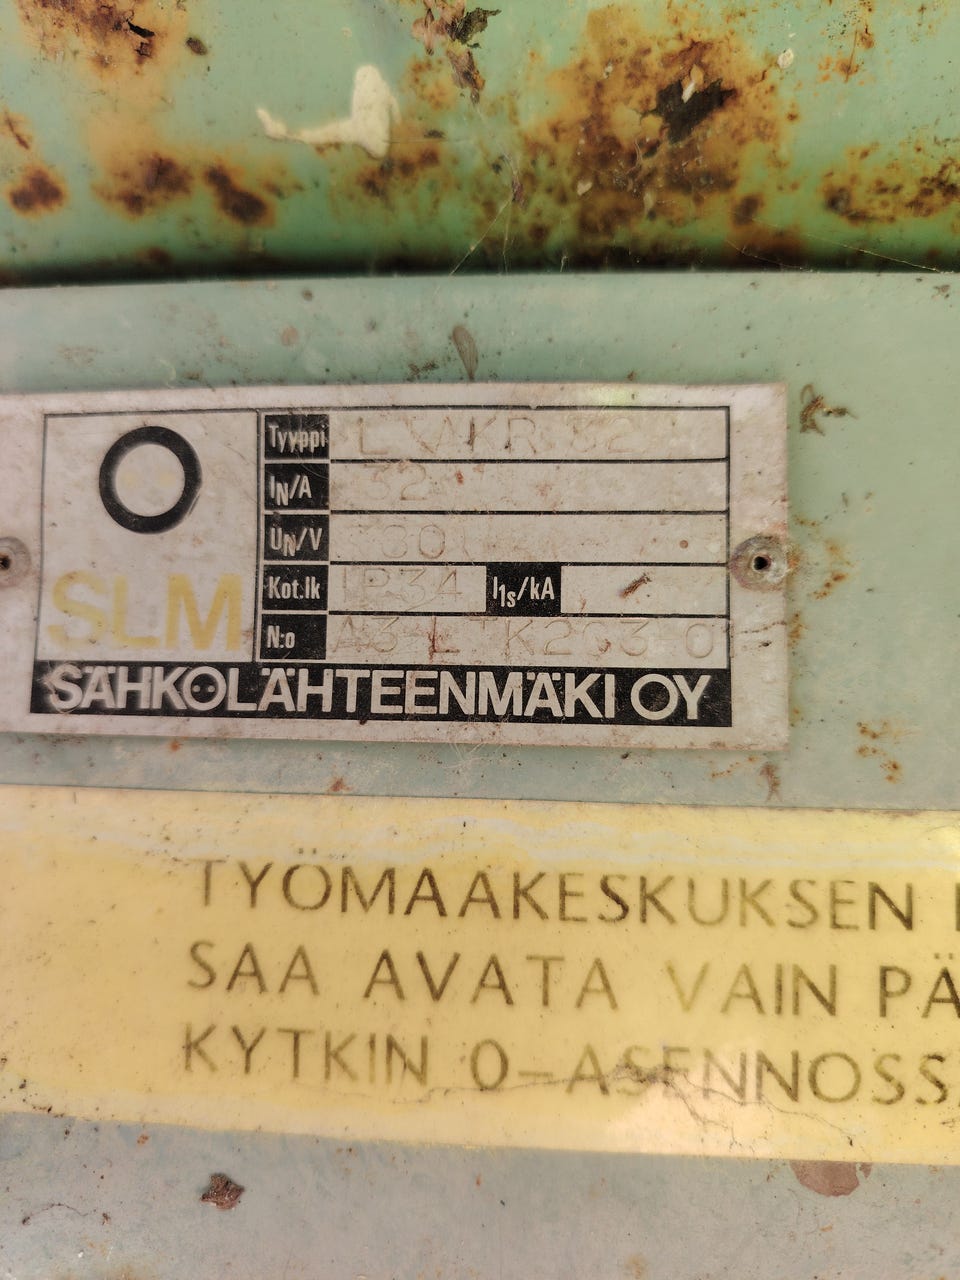 Tyyppi
IN/A 32
UN/V
Kot.lk IP34 I1s/kA
N:o
SLM
SÄHKOLÄHTEENMÄKI OY
TYÖMAAKESKUKSEN
SAA AVATA VAIN PÄ
KYTKIN 0-ASENNOSS